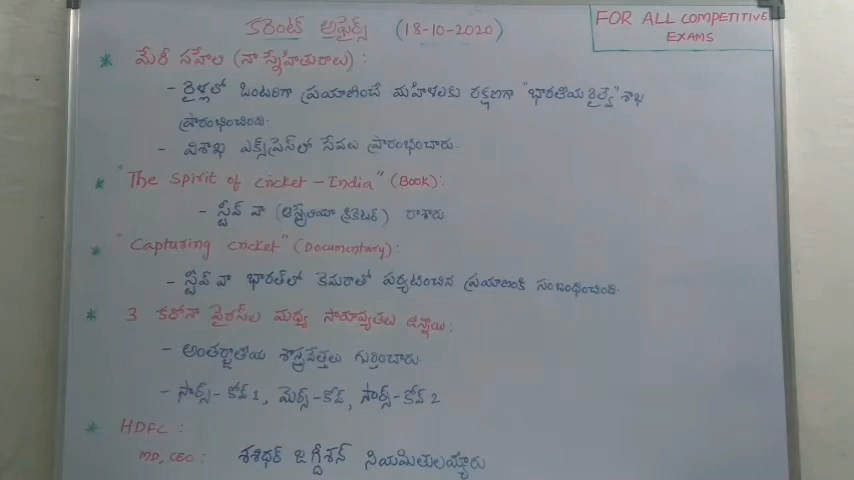 కరెంట్ అఫైర్స్ (18-10-2020)
FOR ALL COMPETITIVE
EXAMS
* మేరీ సహేల (నా స్నేహితురాలు) :
- రైళ్లలో ఒంటరిగా ప్రయాణించే మహిళలకు రక్షణగా "భారతీయ రైల్వే" శాఖ
ప్రారంభించింది.
- విశాఖ ఎక్స్‌ప్రెస్‌లో సేవలు ప్రారంభించారు.
* "The Spirit of cricket - India" (Book) :
- స్టీవ్ వా (ఆస్ట్రేలియా క్రికెటర్) రాశారు
* "Capturing cricket" (Documentary) :
- స్టీవ్ వా భారత్‌లో కెమరాతో పర్యటించిన ప్రయాణంకి సంబంధించింది.
* 3 కరోనా వైరస్‌ల మధ్య సారూప్యతలు ఉన్నాయి :
- అంతర్జాతీయ శాస్త్రవేత్తలు గుర్తించారు.
- సార్స్ - కోవ్ 1, మెర్స్ - కోవ్, సార్స్ - కోవ్ 2
* HDFC :
MD, CEO : శశిధర్ జగ్దీశన్ నియమితులయ్యారు